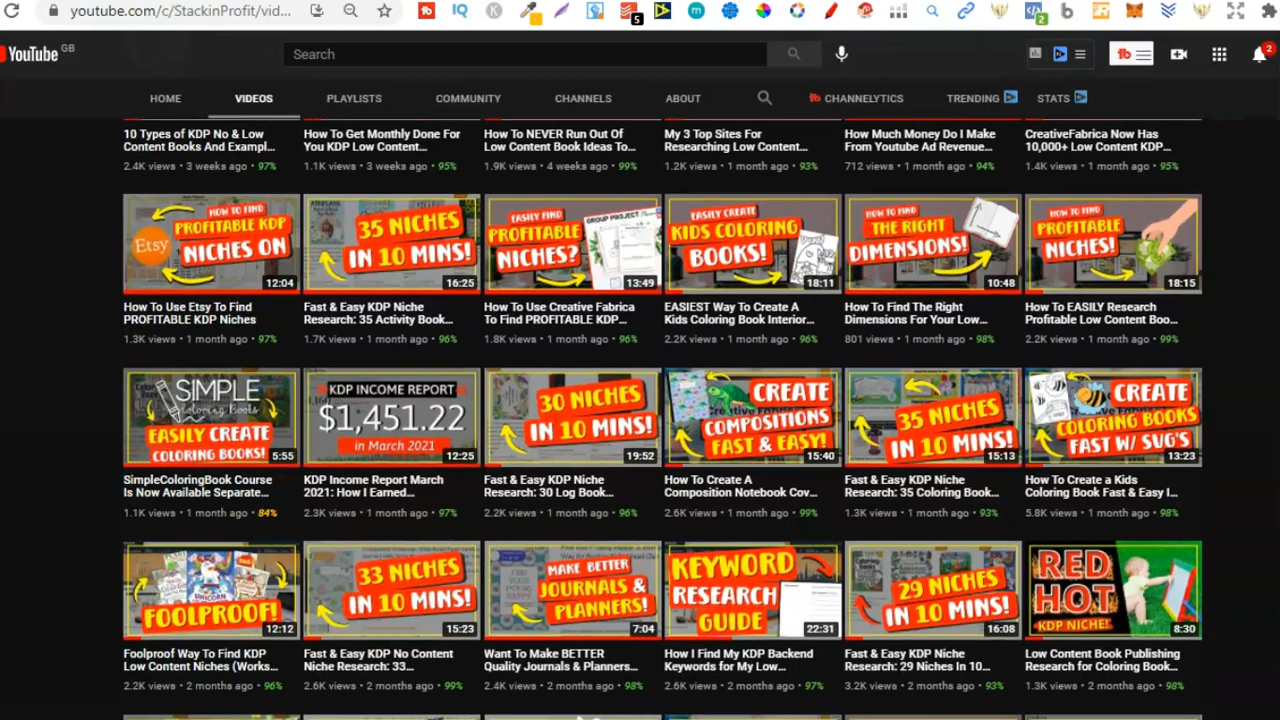 youtube.com/c/StackinProfit/vid...
5
2
YouTube GB
Search
2
HOME
VIDEOS
PLAYLISTS
COMMUNITY
CHANNELS
ABOUT
CHANNELYTICS
TRENDING
STATS
10 Types of KDP No & Low
Content Books And Exampl...
2.4K views • 3 weeks ago • 97%
How To Get Monthly Done For
You KDP Low Content...
1.1K views • 3 weeks ago • 95%
How To NEVER Run Out Of
Low Content Book Ideas To...
1.9K views • 4 weeks ago • 99%
My 3 Top Sites For
Researching Low Content...
1.2K views • 1 month ago • 93%
How Much Money Do I Make
From Youtube Ad Revenue...
712 views • 1 month ago • 94%
CreativeFabrica Now Has
10,000+ Low Content KDP...
1.4K views • 1 month ago • 95%
HOW TO FIND
PROFITABLE KDP
NICHES ON
Etsy
12:04
How To Use Etsy To Find
PROFITABLE KDP Niches
1.3K views • 1 month ago • 97%
35 NICHES
IN 10 MINS!
16:25
Fast & Easy KDP Niche
Research: 35 Activity Book...
1.7K views • 1 month ago • 96%
EASILY FIND
PROFITABLE
NICHES?
GROUP PROJECT
13:49
How To Use Creative Fabrica
To Find PROFITABLE KDP...
1.8K views • 1 month ago • 96%
EASILY CREATE
KIDS COLORING
BOOKS!
18:11
EASIEST Way To Create A
Kids Coloring Book Interior...
2.2K views • 1 month ago • 96%
HOW TO FIND
THE RIGHT
DIMENSIONS!
10:48
How To Find The Right
Dimensions For Your Low...
801 views • 1 month ago • 98%
HOW TO FIND
PROFITABLE
NICHES!
18:15
How To EASILY Research
Profitable Low Content Boo...
2.2K views • 1 month ago • 99%
SIMPLE
Coloring Books
EASILY CREATE
COLORING BOOKS!
5:55
SimpleColoringBook Course
Is Now Available Separate...
1.1K views • 1 month ago • 84%
KDP INCOME REPORT
$1,451.22
in March 2021
12:25
KDP Income Report March
2021: How I Earned...
2.3K views • 1 month ago • 97%
30 NICHES
IN 10 MINS!
19:52
Fast & Easy KDP Niche
Research: 30 Log Book...
2.2K views • 1 month ago • 96%
CREATE
COMPOSITIONS
FAST & EASY!
15:40
How To Create A
Composition Notebook Cov...
2.6K views • 1 month ago • 99%
35 NICHES
IN 10 MINS!
15:13
Fast & Easy KDP Niche
Research: 35 Coloring Book...
1.3K views • 1 month ago • 93%
CREATE
COLORING BOOKS
FAST W/ SVG'S
13:23
How To Create a Kids
Coloring Book Fast & Easy I...
5.8K views • 1 month ago • 98%
UNICORN
FOOLPROOF!
12:12
Foolproof Way To Find KDP
Low Content Niches (Works...
2.2K views • 2 months ago • 96%
33 NICHES
IN 10 MINS!
15:23
Fast & Easy KDP No Content
Niche Research: 33...
2.6K views • 2 months ago • 99%
MAKE BETTER
JOURNALS &
PLANNERS!
7:04
Want To Make BETTER
Quality Journals & Planners...
2.4K views • 2 months ago • 98%
KEYWORD
RESEARCH
GUIDE
22:31
How I Find My KDP Backend
Keywords for My Low...
2.6K views • 2 months ago • 97%
29 NICHES
IN 10 MINS!
16:08
Fast & Easy KDP Niche
Research: 29 Niches In 10...
3.2K views • 2 months ago • 93%
RED
HOT
KDP NICHE!
8:30
Low Content Book Publishing
Research for Coloring Book...
1.3K views • 2 months ago • 98%